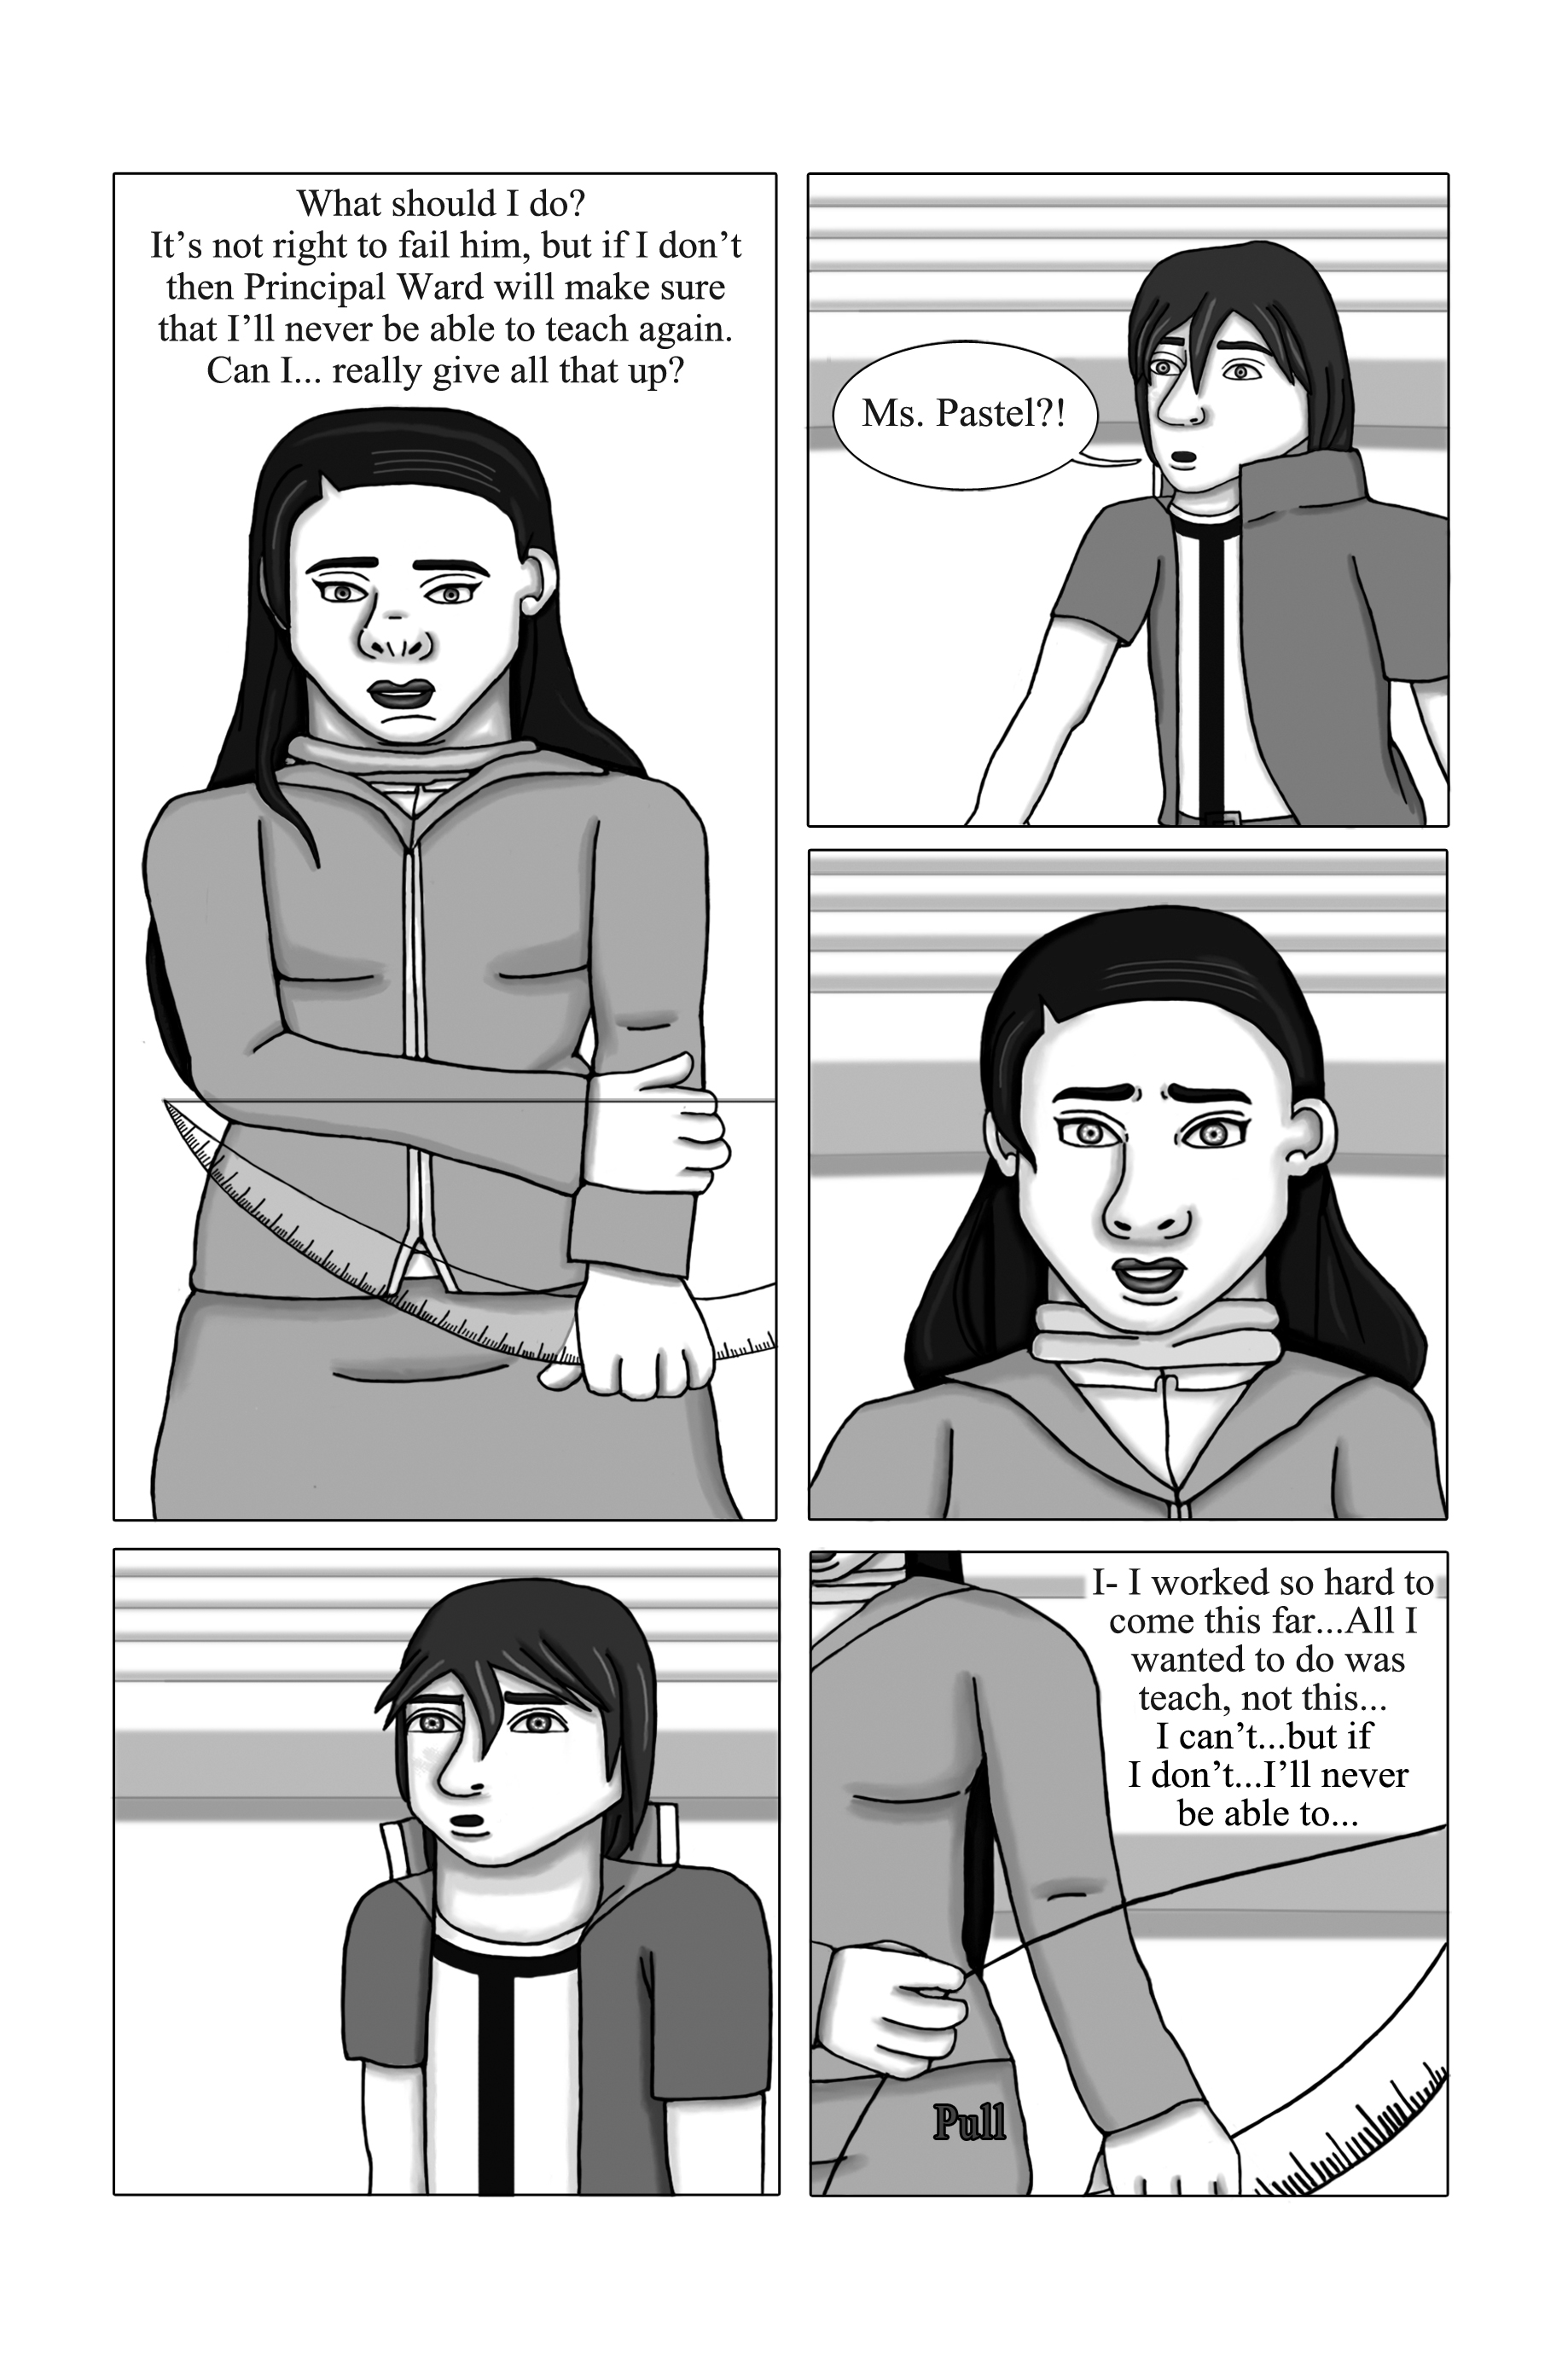 What should I do?
It’s not right to fail him, but if I don’t
then Principal Ward will make sure
that I’ll never be able to teach again.
Can I... really give all that up?
Ms. Pastel?!
I- I worked so hard to
come this far...All I
wanted to do was
teach, not this...
I can’t...but if
I don’t...I’ll never
be able to...
Pull